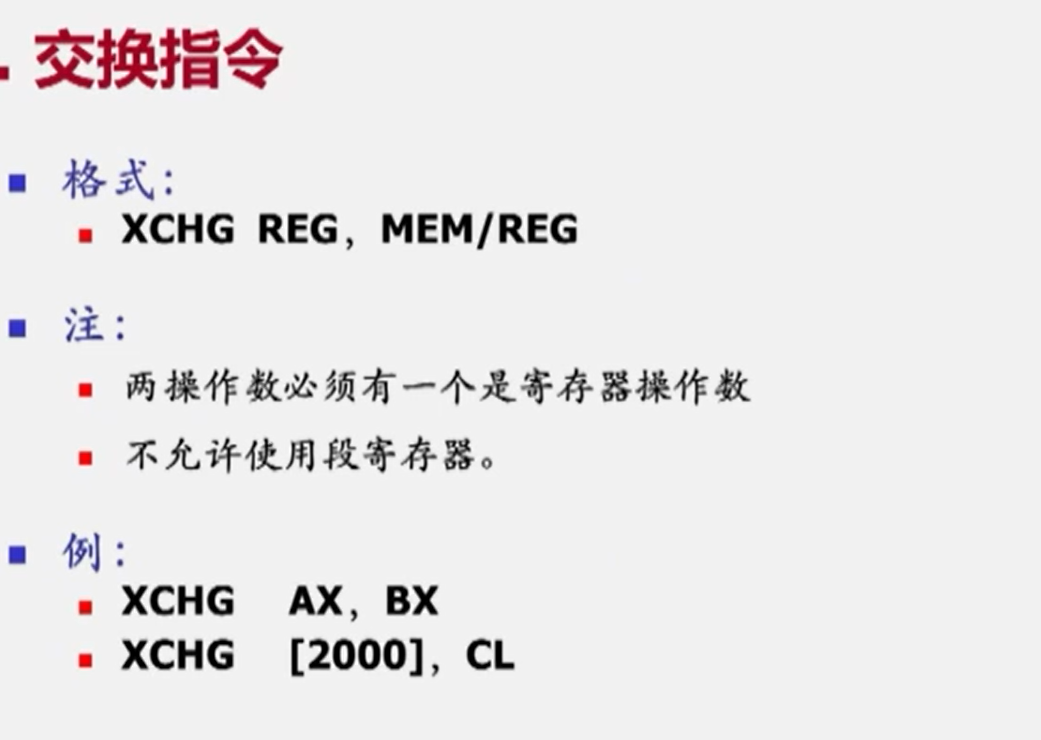 交换指令
格式:
XCHG REG, MEM/REG
注:
两操作数必须有一个是寄存器操作数
不允许使用段寄存器。
例:
XCHG AX, BX
XCHG [2000], CL